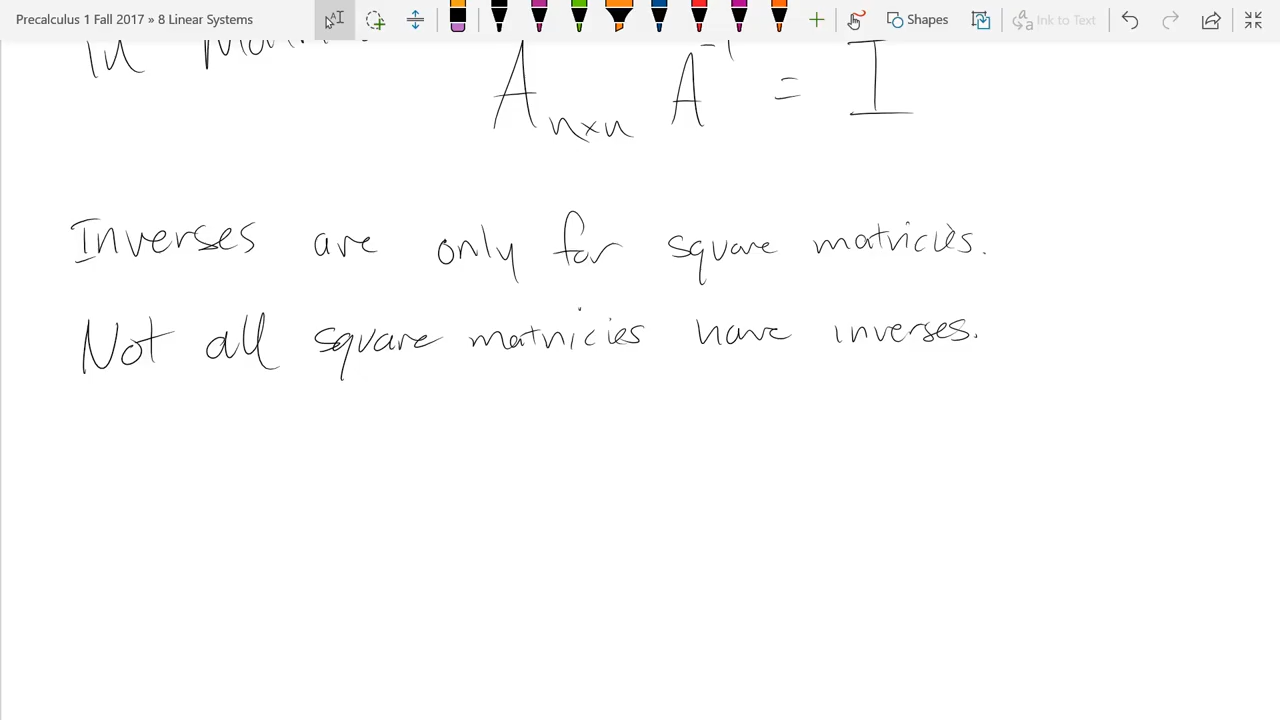 Precalculus 1 Fall 2017 » 8 Linear Systems
Shapes
Ink to Text
In
A n×n A⁻¹ = I
Inverses are only for square matricies.
Not all square matricies have inverses.